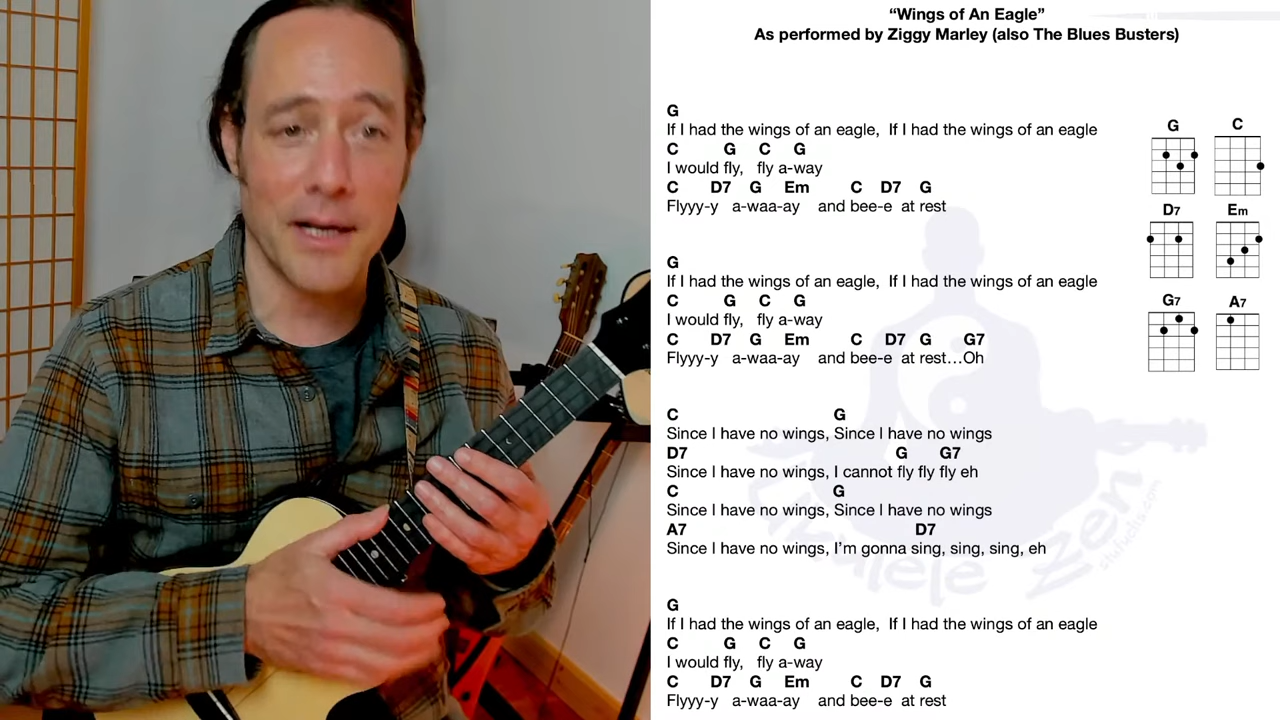 “Wings of An Eagle”
As performed by Ziggy Marley (also The Blues Busters)
G
If I had the wings of an eagle,  If I had the wings of an eagle
C G C G
I would fly,   fly a-way
C D7 G Em C D7 G
Flyyy-y   a-waa-ay    and bee-e  at rest
G
If I had the wings of an eagle,  If I had the wings of an eagle
C G C G
I would fly,   fly a-way
C D7 G Em C D7 G G7
Flyyy-y   a-waa-ay    and bee-e  at rest…Oh
C G
Since I have no wings, Since I have no wings
D7 G G7
Since I have no wings, I cannot fly fly fly eh
C G
Since I have no wings, Since I have no wings
A7 D7
Since I have no wings, I’m gonna sing, sing, sing, eh
G
If I had the wings of an eagle,  If I had the wings of an eagle
C G C G
I would fly,   fly a-way
C D7 G Em C D7 G
Flyyy-y   a-waa-ay    and bee-e  at rest
G C
D7 Em
G7 A7
Ukulele Zen
stufuchs.com